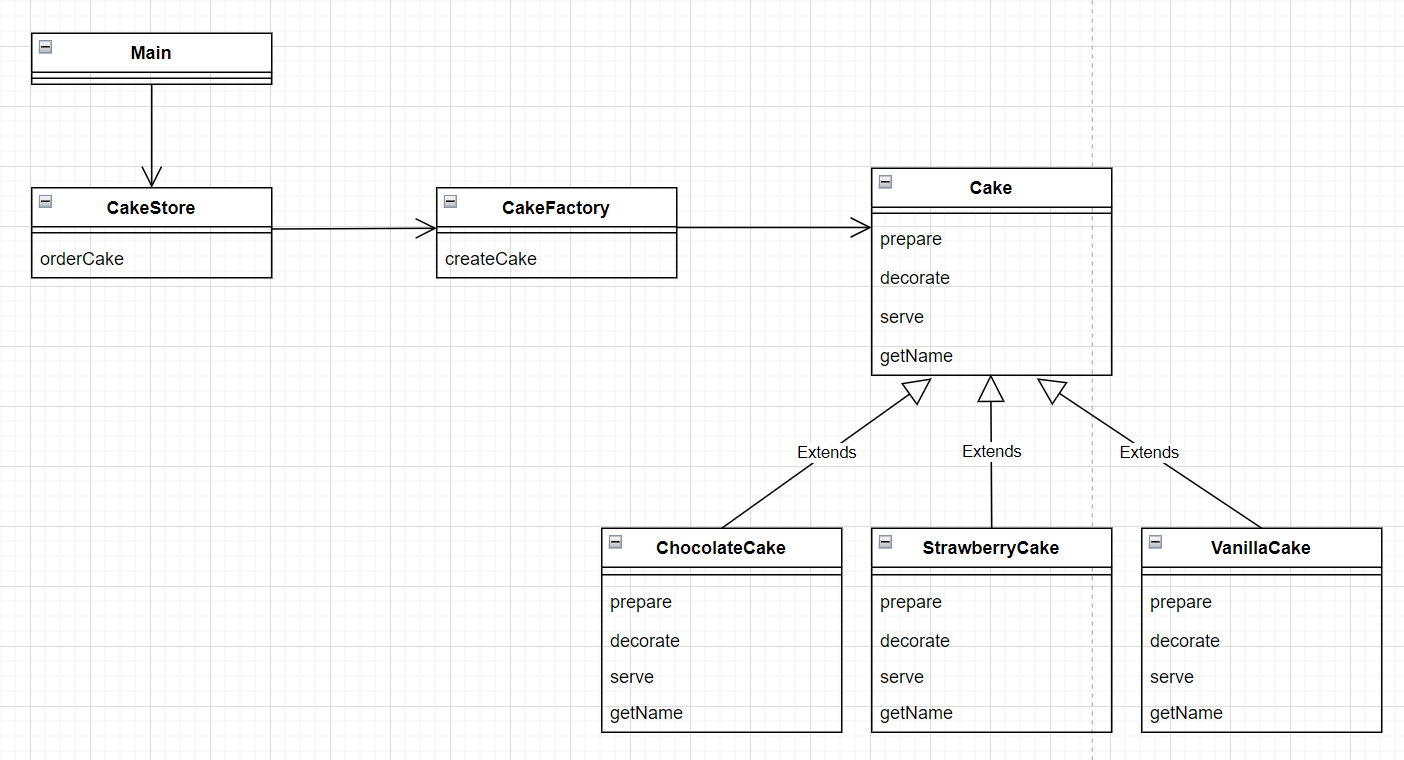 Main
CakeStore
orderCake
CakeFactory
createCake
Cake
prepare
decorate
serve
getName
Extends
Extends
Extends
ChocolateCake
prepare
decorate
serve
getName
StrawberryCake
prepare
decorate
serve
getName
VanillaCake
prepare
decorate
serve
getName